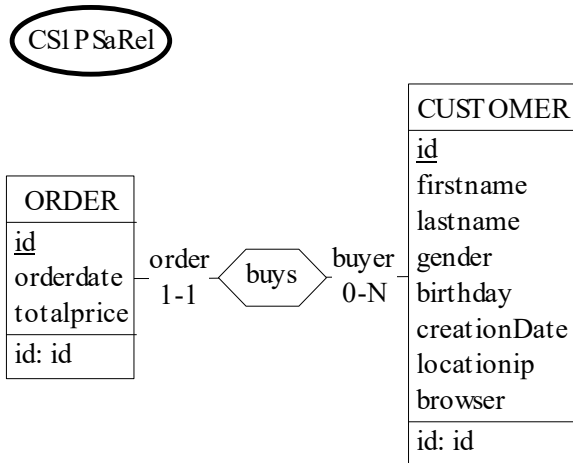 CS1PSaRel
ORDER
id
orderdate
totalprice
id: id
order
1-1
buys
buyer
0-N
CUSTOMER
id
firstname
lastname
gender
birthday
creationDate
locationip
browser
id: id